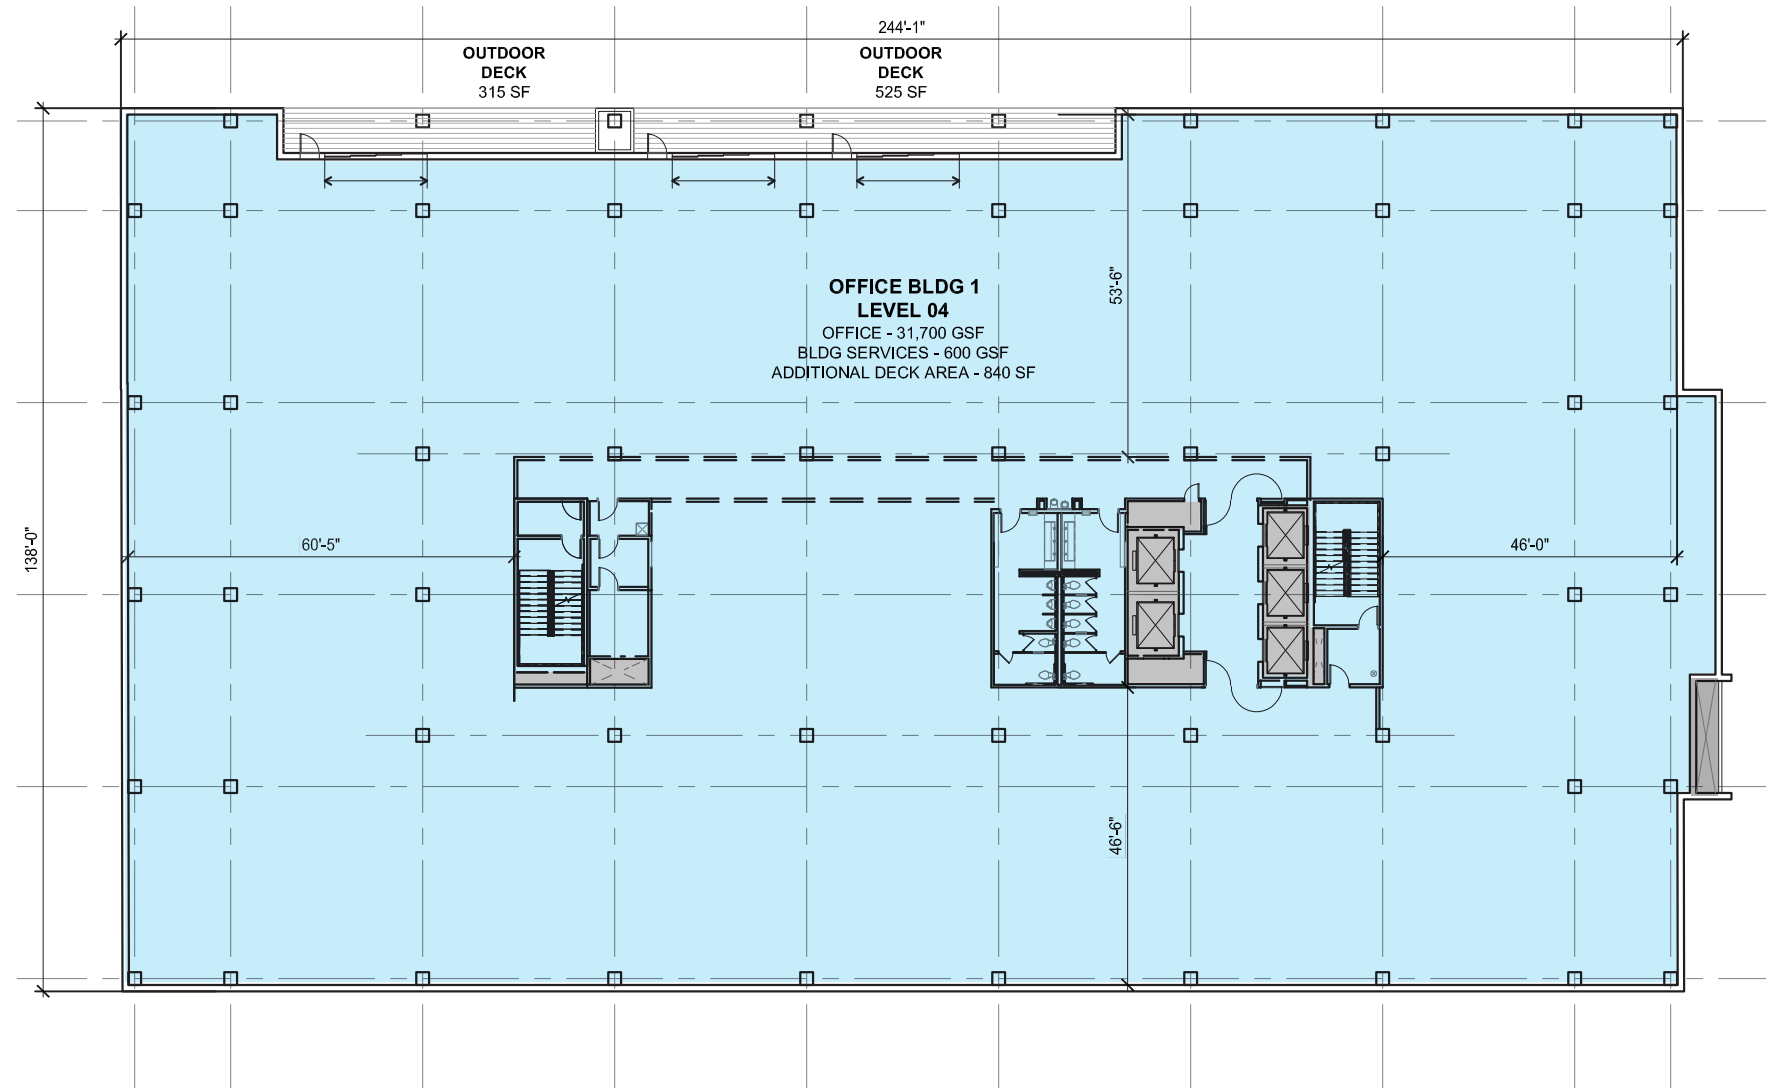 244'-1"
OUTDOOR
DECK
315 SF
OUTDOOR
DECK
525 SF
OFFICE BLDG 1
LEVEL 04
OFFICE - 31,700 GSF
BLDG SERVICES - 600 GSF
ADDITIONAL DECK AREA - 840 SF
53'-6"
138'-0"
60'-5"
46'-0"
46'-6"